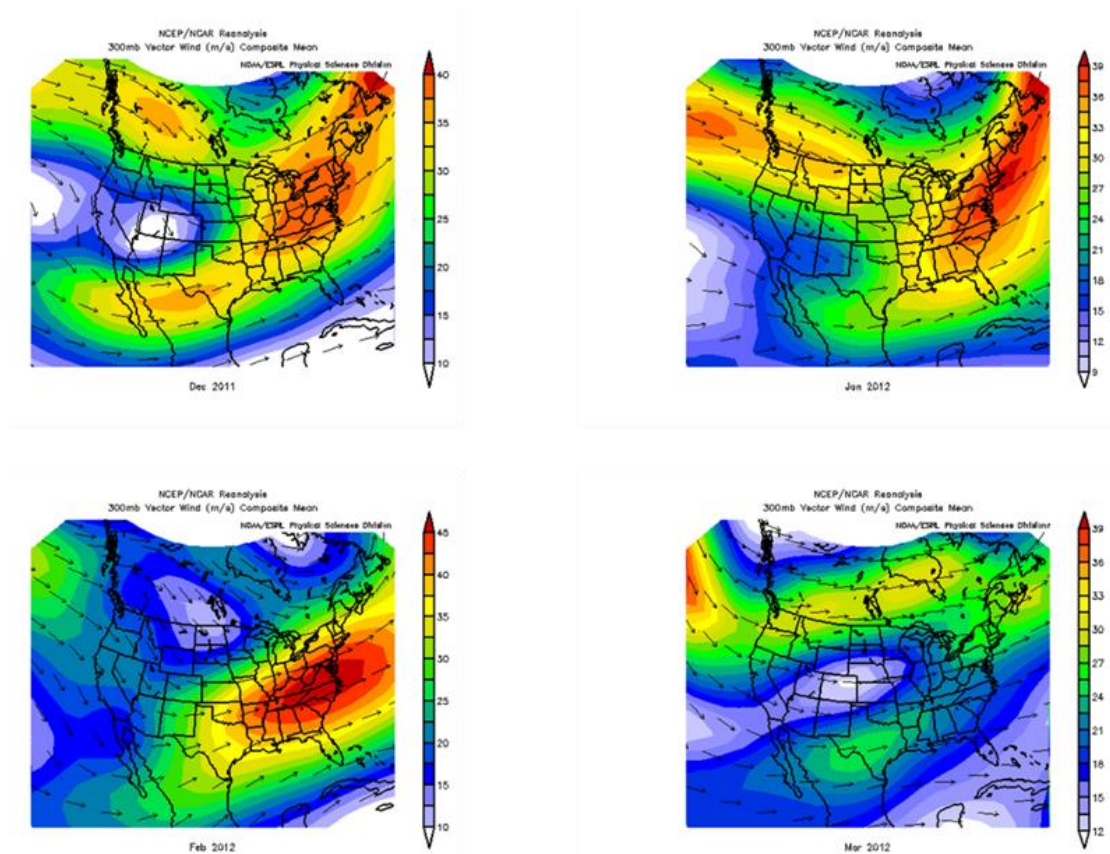 NCEP/NCAR Reanalysis
300mb Vector Wind (m/s) Composite Mean
NOAA/ESRL Physical Sciences Division
40
35
30
25
20
15
10
Dec 2011
NCEP/NCAR Reanalysis
300mb Vector Wind (m/s) Composite Mean
NOAA/ESRL Physical Sciences Division
39
36
33
30
27
24
21
18
15
12
9
Jan 2012
NCEP/NCAR Reanalysis
300mb Vector Wind (m/s) Composite Mean
NOAA/ESRL Physical Sciences Division
45
40
35
30
25
20
15
10
Feb 2012
NCEP/NCAR Reanalysis
300mb Vector Wind (m/s) Composite Mean
NOAA/ESRL Physical Sciences Division
39
36
33
30
27
24
21
18
15
12
Mar 2012